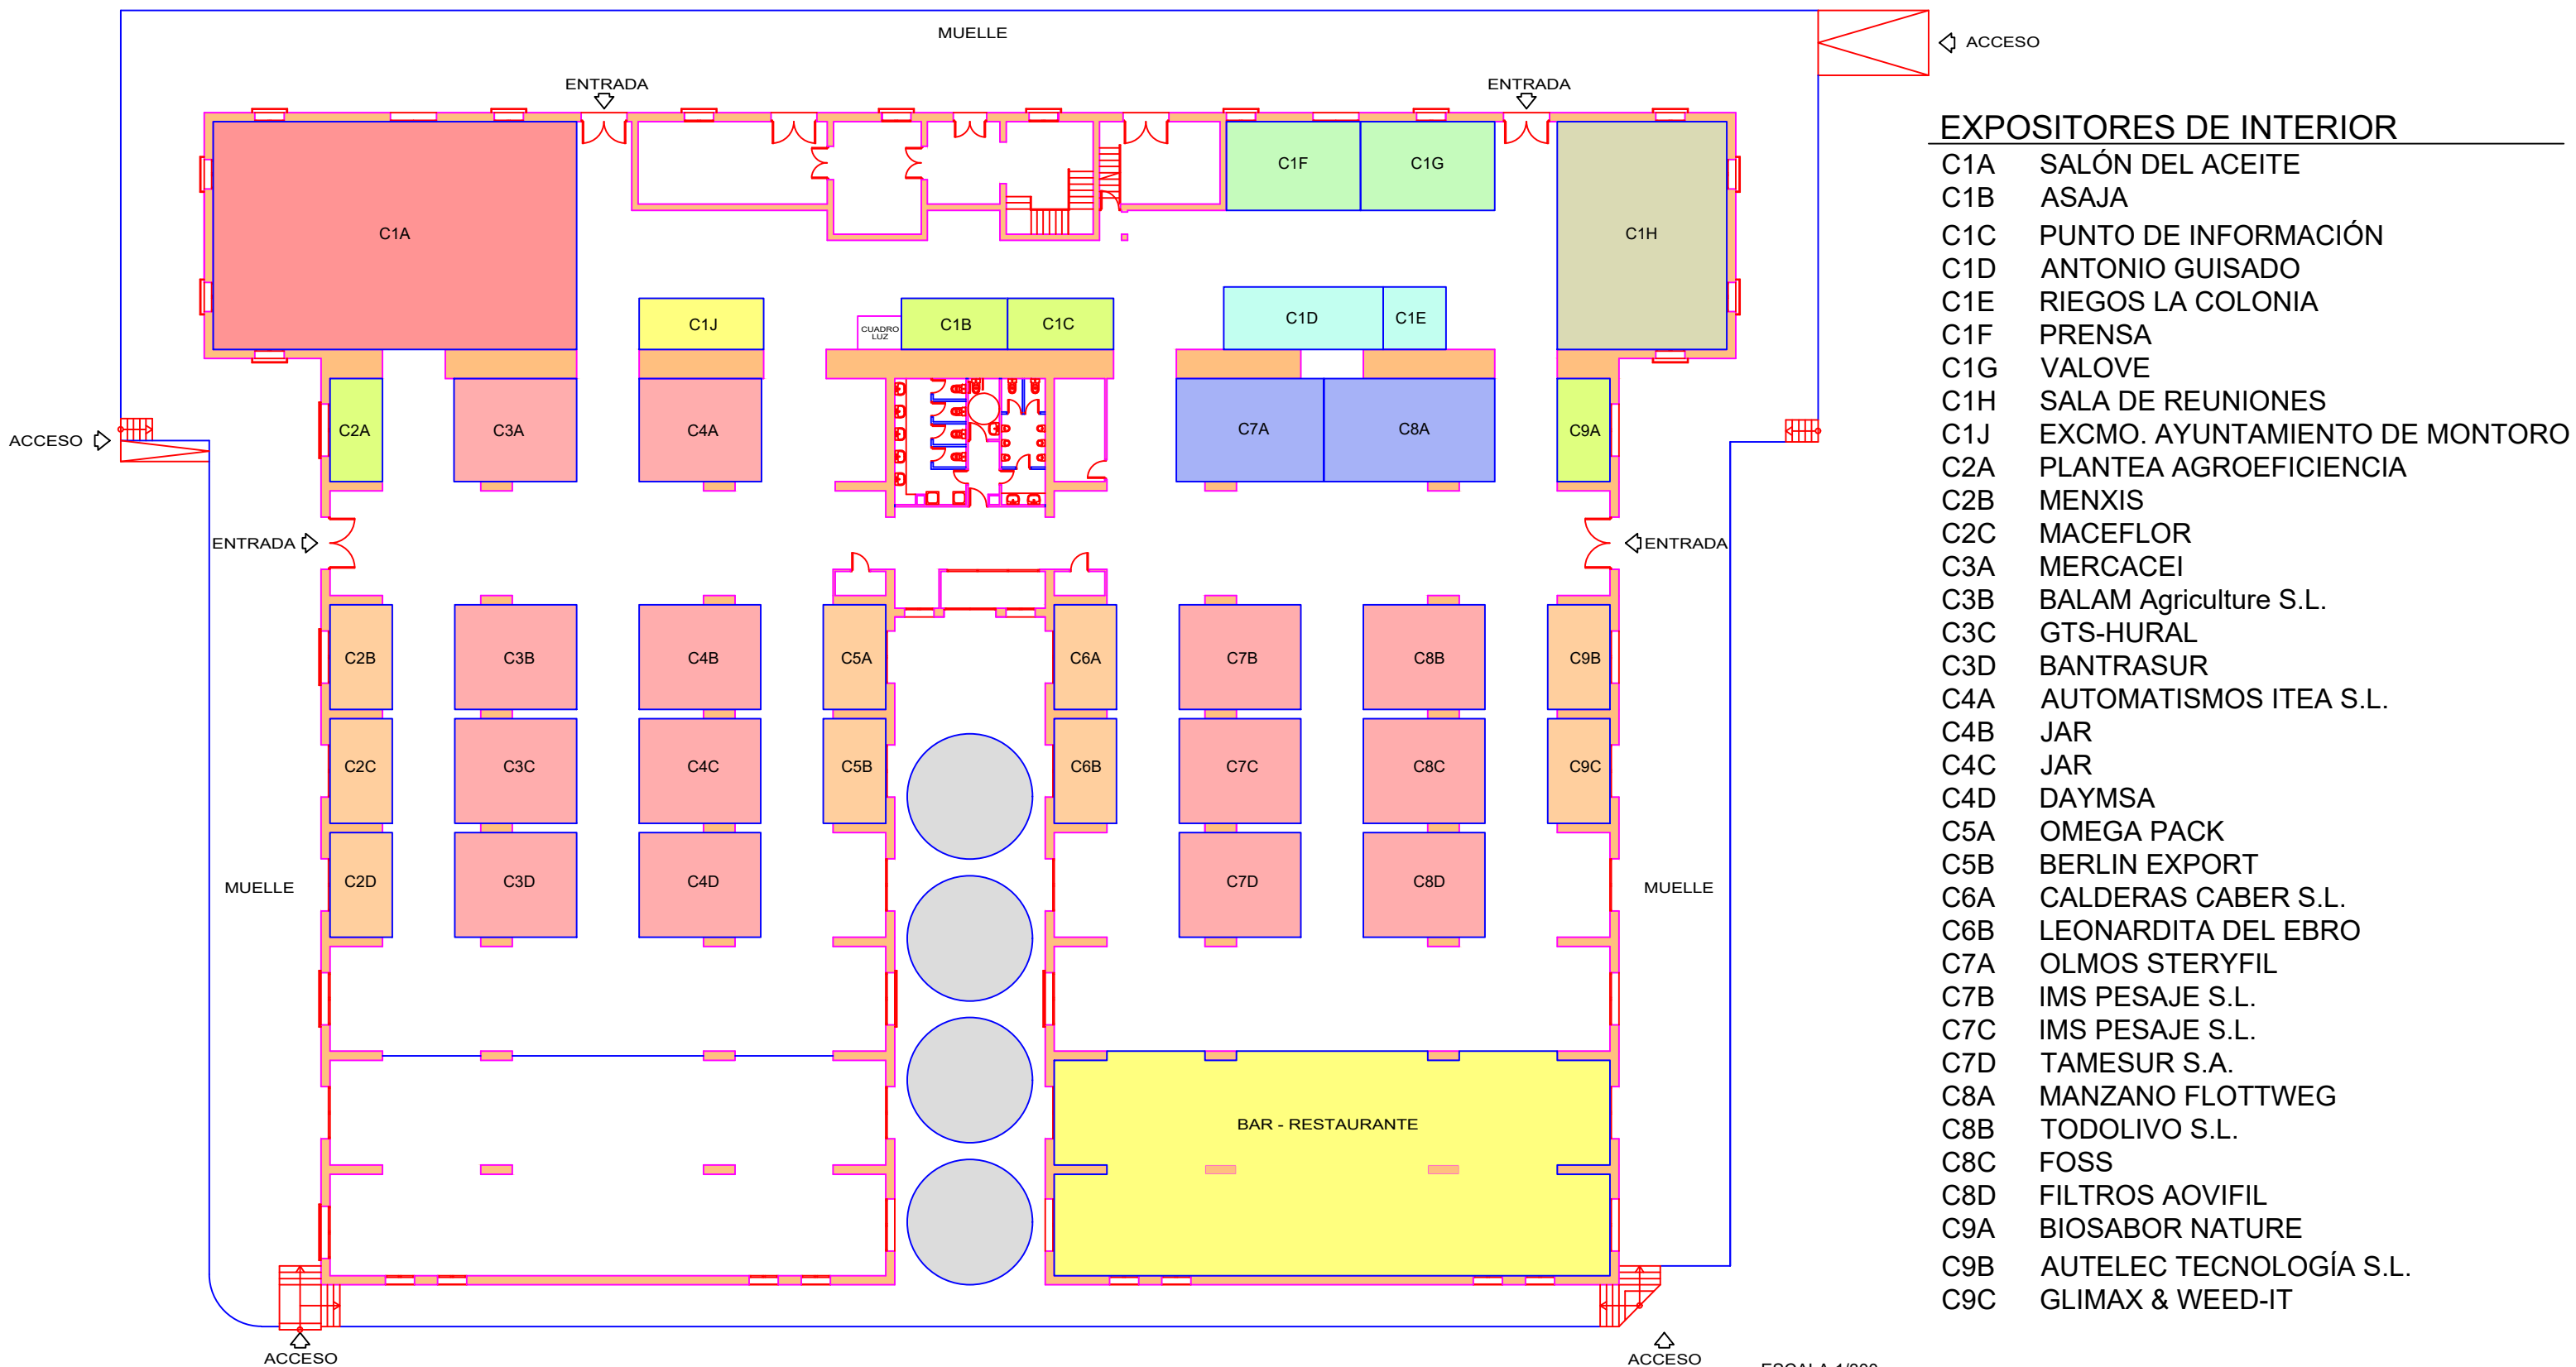 MUELLE
ACCESO
ENTRADA
ENTRADA
C1A
C1F
C1G
C1H
C1J
CUADRO
LUZ
C1B
C1C
C1D
C1E
C2A
C3A
C4A
C7A
C8A
C9A
ACCESO
ENTRADA
ENTRADA
C2B
C3B
C4B
C5A
C6A
C7B
C8B
C9B
C2C
C3C
C4C
C5B
C6B
C7C
C8C
C9C
C2D
C3D
C4D
C7D
C8D
MUELLE
MUELLE
BAR - RESTAURANTE
ACCESO
ACCESO
EXPOSITORES DE INTERIOR
C1A SALÓN DEL ACEITE
C1B ASAJA
C1C PUNTO DE INFORMACIÓN
C1D ANTONIO GUISADO
C1E RIEGOS LA COLONIA
C1F PRENSA
C1G VALOVE
C1H SALA DE REUNIONES
C1J EXCMO. AYUNTAMIENTO DE MONTORO
C2A PLANTEA AGROEFICIENCIA
C2B MENXIS
C2C MACEFLOR
C3A MERCACEI
C3B BALAM Agriculture S.L.
C3C GTS-HURAL
C3D BANTRASUR
C4A AUTOMATISMOS ITEA S.L.
C4B JAR
C4C JAR
C4D DAYMSA
C5A OMEGA PACK
C5B BERLIN EXPORT
C6A CALDERAS CABER S.L.
C6B LEONARDITA DEL EBRO
C7A OLMOS STERYFIL
C7B IMS PESAJE S.L.
C7C IMS PESAJE S.L.
C7D TAMESUR S.A.
C8A MANZANO FLOTTWEG
C8B TODOLIVO S.L.
C8C FOSS
C8D FILTROS AOVIFIL
C9A BIOSABOR NATURE
C9B AUTELEC TECNOLOGÍA S.L.
C9C GLIMAX & WEED-IT